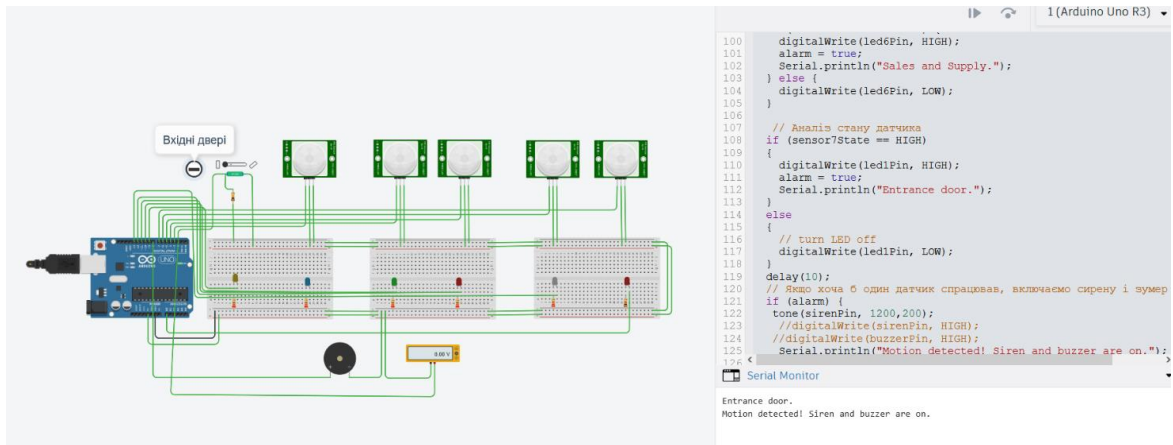 Вхідні двері
0.00 V
ARDUINO
UNO
1 (Arduino Uno R3)
100 digitalWrite(led6Pin, HIGH);
101 alarm = true;
102 Serial.println("Sales and Supply.");
103 } else {
104 digitalWrite(led6Pin, LOW);
105 }
106
107 // Аналіз стану датчика
108 if (sensor7State == HIGH)
109 {
110 digitalWrite(led1Pin, HIGH);
111 alarm = true;
112 Serial.println("Entrance door.");
113 }
114 else
115 {
116 // turn LED off
117 digitalWrite(led1Pin, LOW);
118 }
119 delay(10);
120 // Якщо хоча б один датчик спрацював, включаємо сирену і зумер
121 if (alarm) {
122 tone(sirenPin, 1200,200);
123 //digitalWrite(sirenPin, HIGH);
124 //digitalWrite(buzzerPin, HIGH);
125 Serial.println("Motion detected! Siren and buzzer are on.");
126
Serial Monitor
Entrance door.
Motion detected! Siren and buzzer are on.